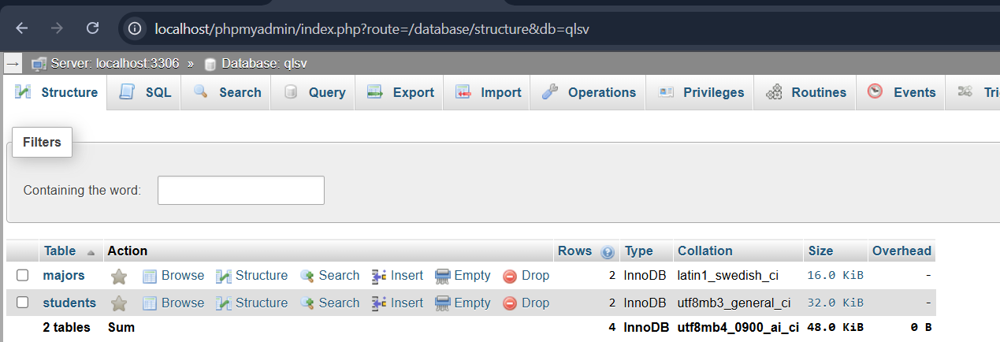 localhost/phpmyadmin/index.php?route=/database/structure&db=qlsv
Server: localhost:3306 » Database: qlsv
Structure SQL Search Query Export Import Operations Privileges Routines Events Tri
Filters
Containing the word:
Table Action Rows Type Collation Size Overhead
majors Browse Structure Search Insert Empty Drop 2 InnoDB latin1_swedish_ci 16.0 KiB -
students Browse Structure Search Insert Empty Drop 2 InnoDB utf8mb3_general_ci 32.0 KiB -
2 tables Sum 4 InnoDB utf8mb4_0900_ai_ci 48.0 KiB 0 B